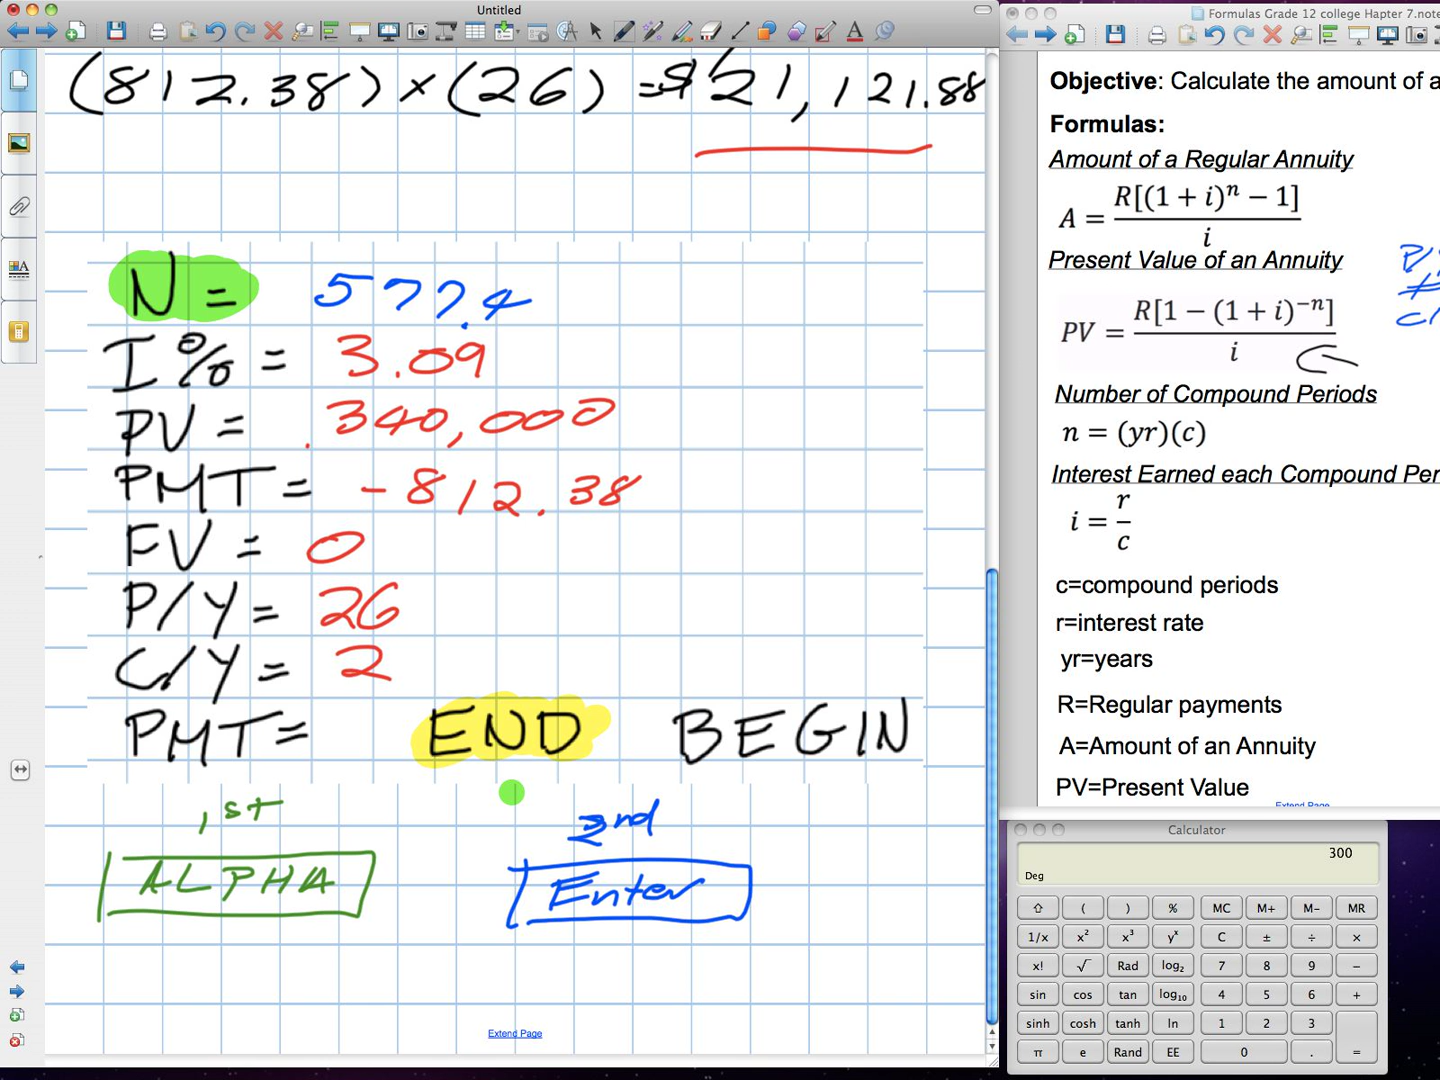 Untitled
(812.38) × (26) = $21,121.88
N = 577.4
I% = 3.09
PV = 340,000
PMT = -812.38
FV = 0
P/Y = 26
C/Y = 2
PMT = END BEGIN
1st 2nd
ALPHA Enter
Extend Page
Formulas Grade 12 college Hapter 7.note
Objective: Calculate the amount of a
Formulas:
Amount of a Regular Annuity
A = R[(1 + i)ⁿ − 1] / i
Present Value of an Annuity
PV = R[1 − (1 + i)⁻ⁿ] / i
P/Y
≠
C/
Number of Compound Periods
n = (yr)(c)
Interest Earned each Compound Per
i = r / c
c=compound periods
r=interest rate
yr=years
R=Regular payments
A=Amount of an Annuity
PV=Present Value
Extend Page
Calculator
300
Deg
( ) % MC M+ M− MR
1/x x² x³ yˣ C ± ÷ ×
x! √ Rad log₂ 7 8 9 −
sin cos tan log₁₀ 4 5 6 +
sinh cosh tanh ln 1 2 3
π e Rand EE 0 . =